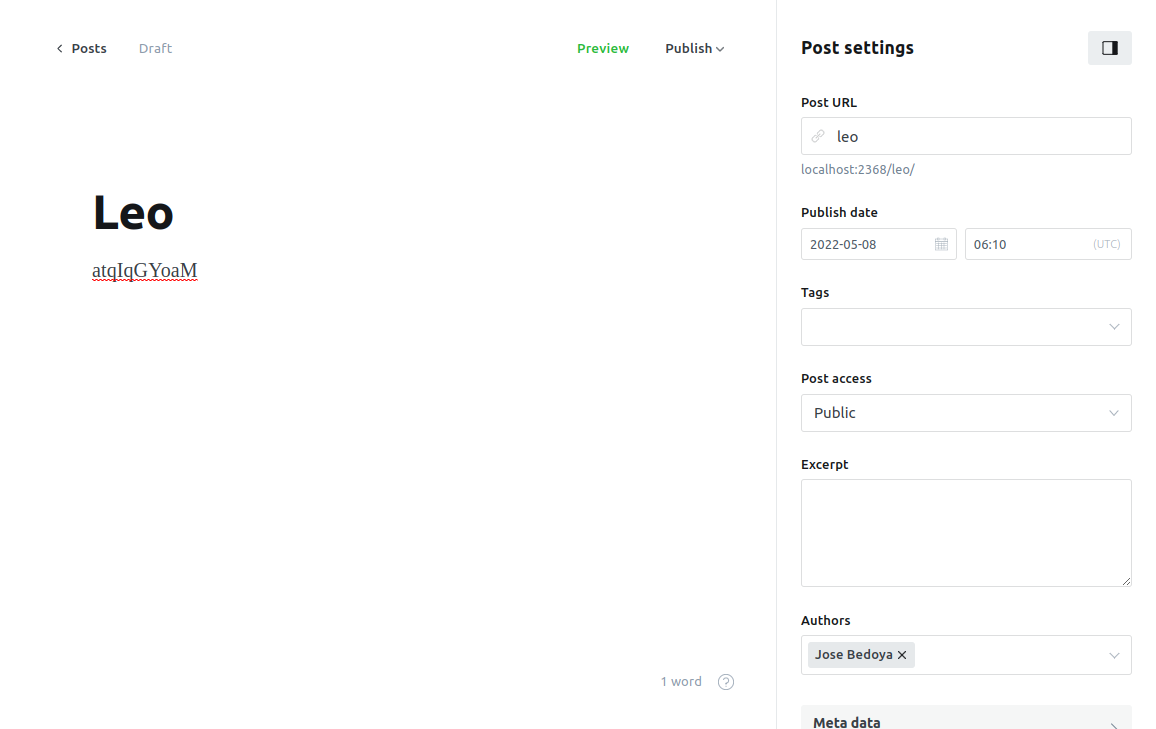 Posts
Draft
Preview
Publish
Leo
atqIqGYoaM
1 word
?
Post settings
Post URL
leo
localhost:2368/leo/
Publish date
2022-05-08
06:10
(UTC)
Tags
Post access
Public
Excerpt
Authors
Jose Bedoya
Meta data